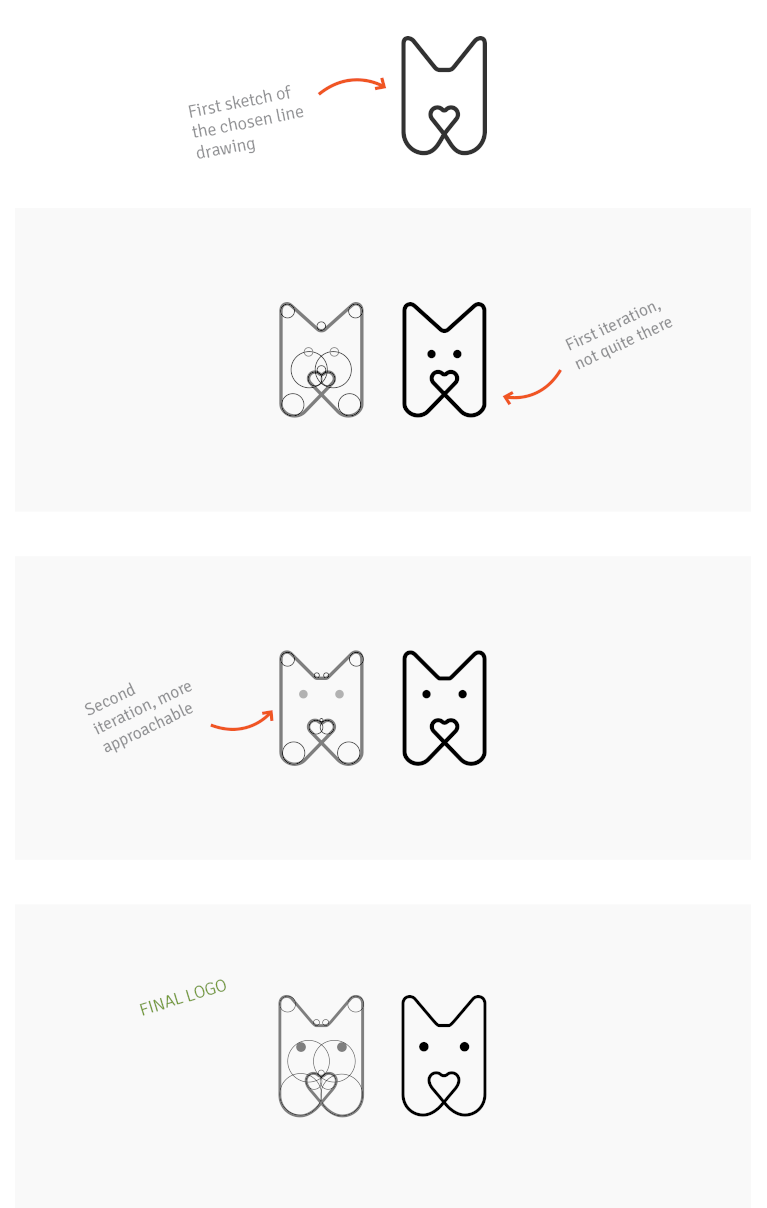 First sketch of
the chosen line
drawing
First iteration,
not quite there
Second
iteration, more
approachable
FINAL LOGO